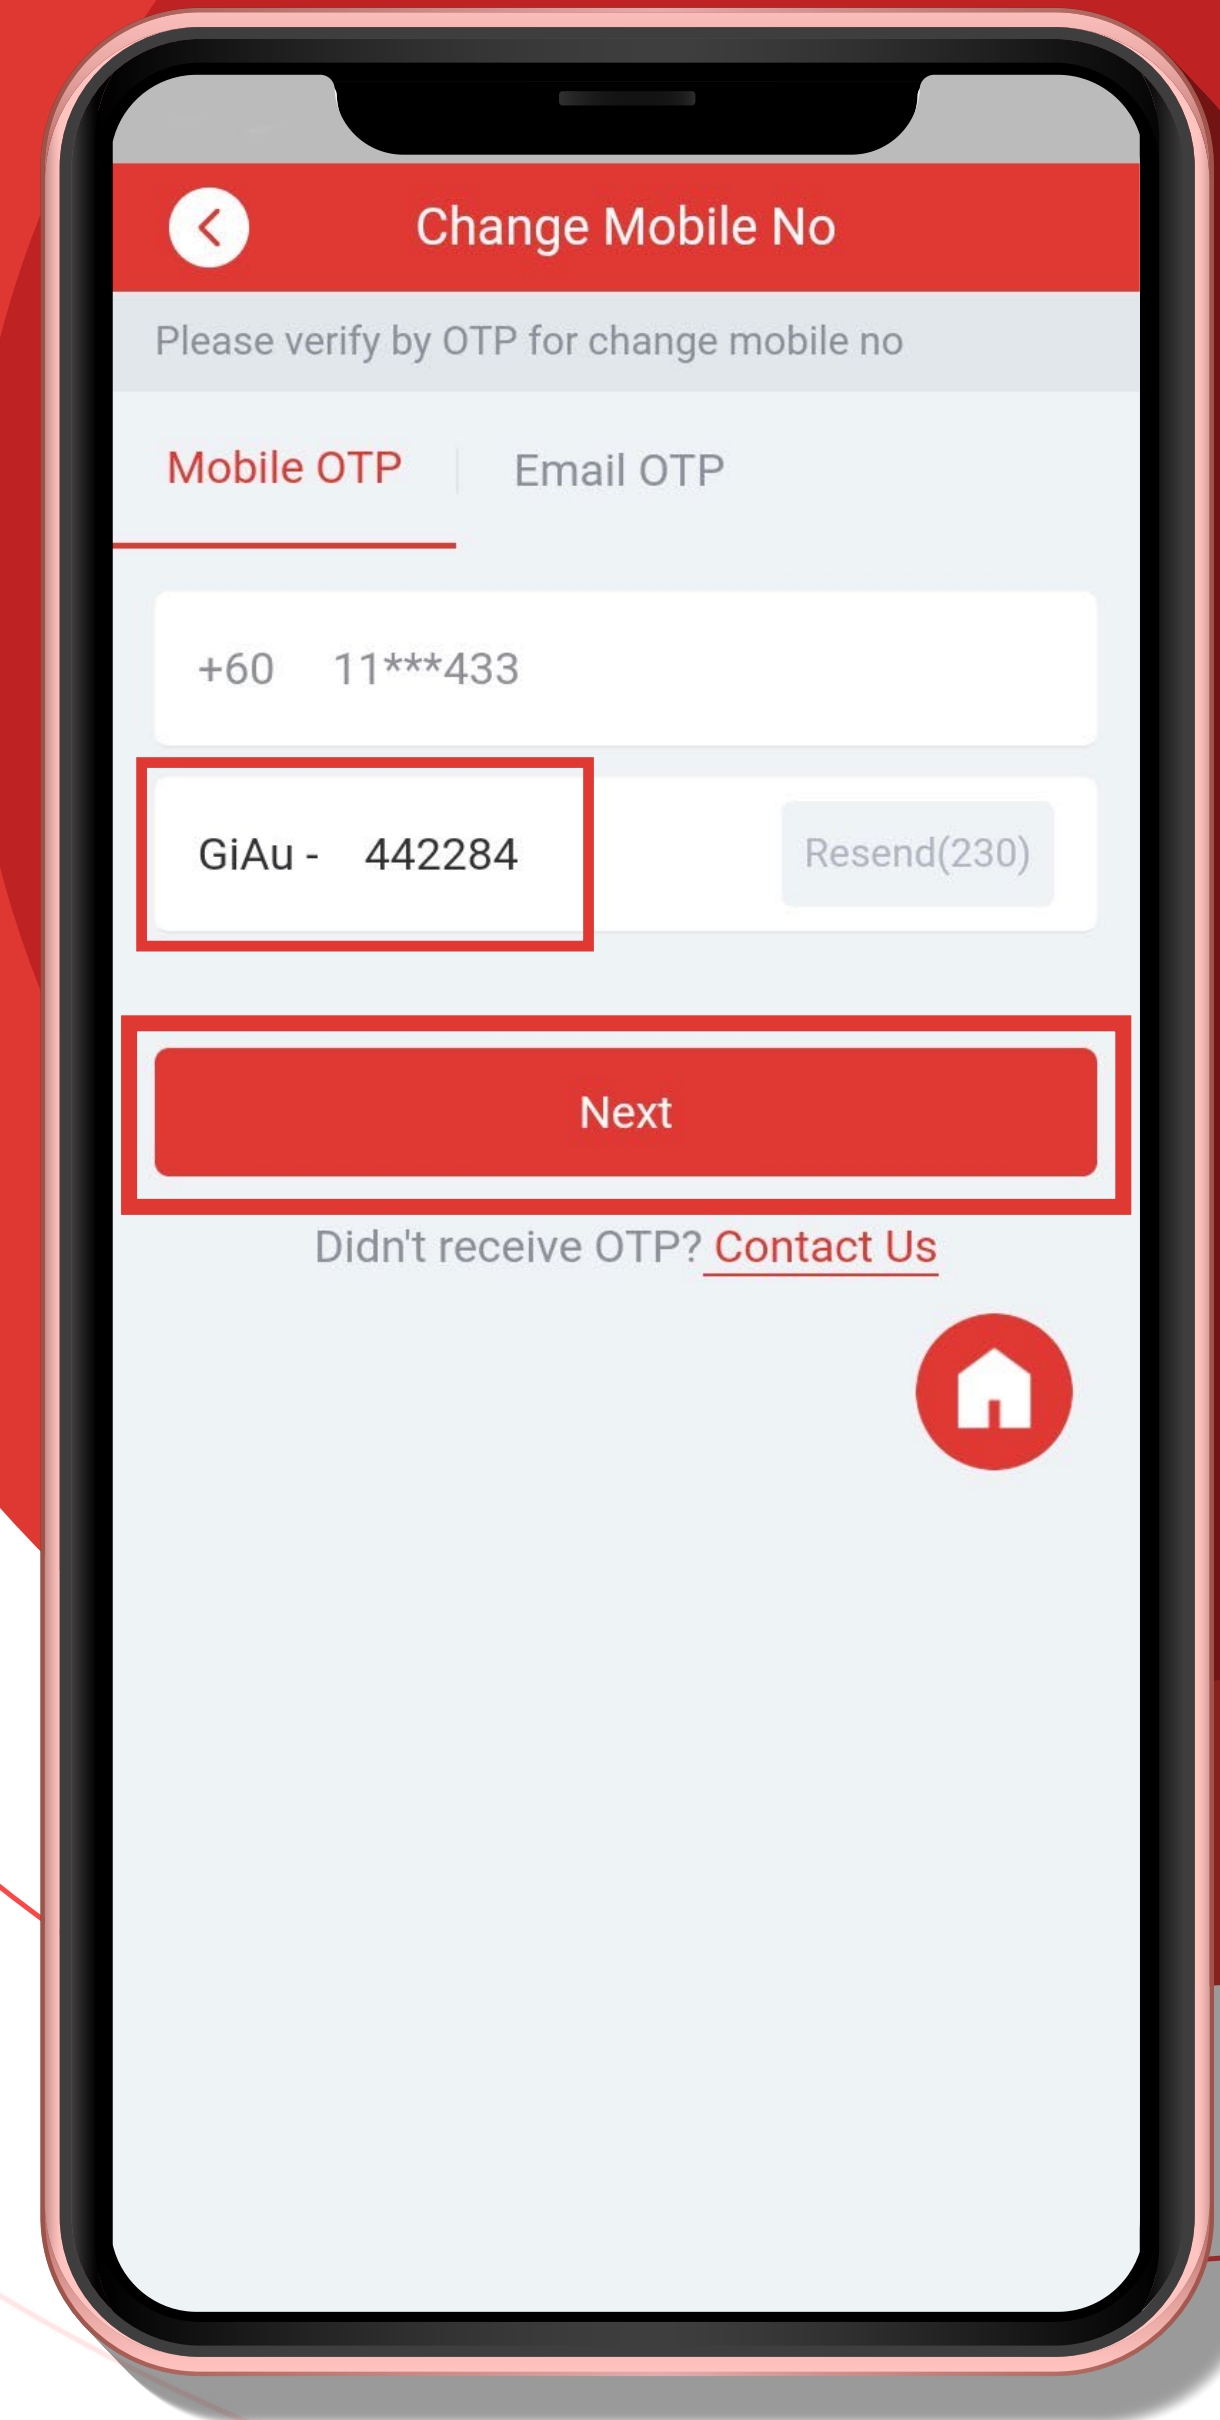 Change Mobile No
Please verify by OTP for change mobile no
Mobile OTP Email OTP
+60 11***433
GiAu - 442284 Resend(230)
Next
Didn't receive OTP? Contact Us